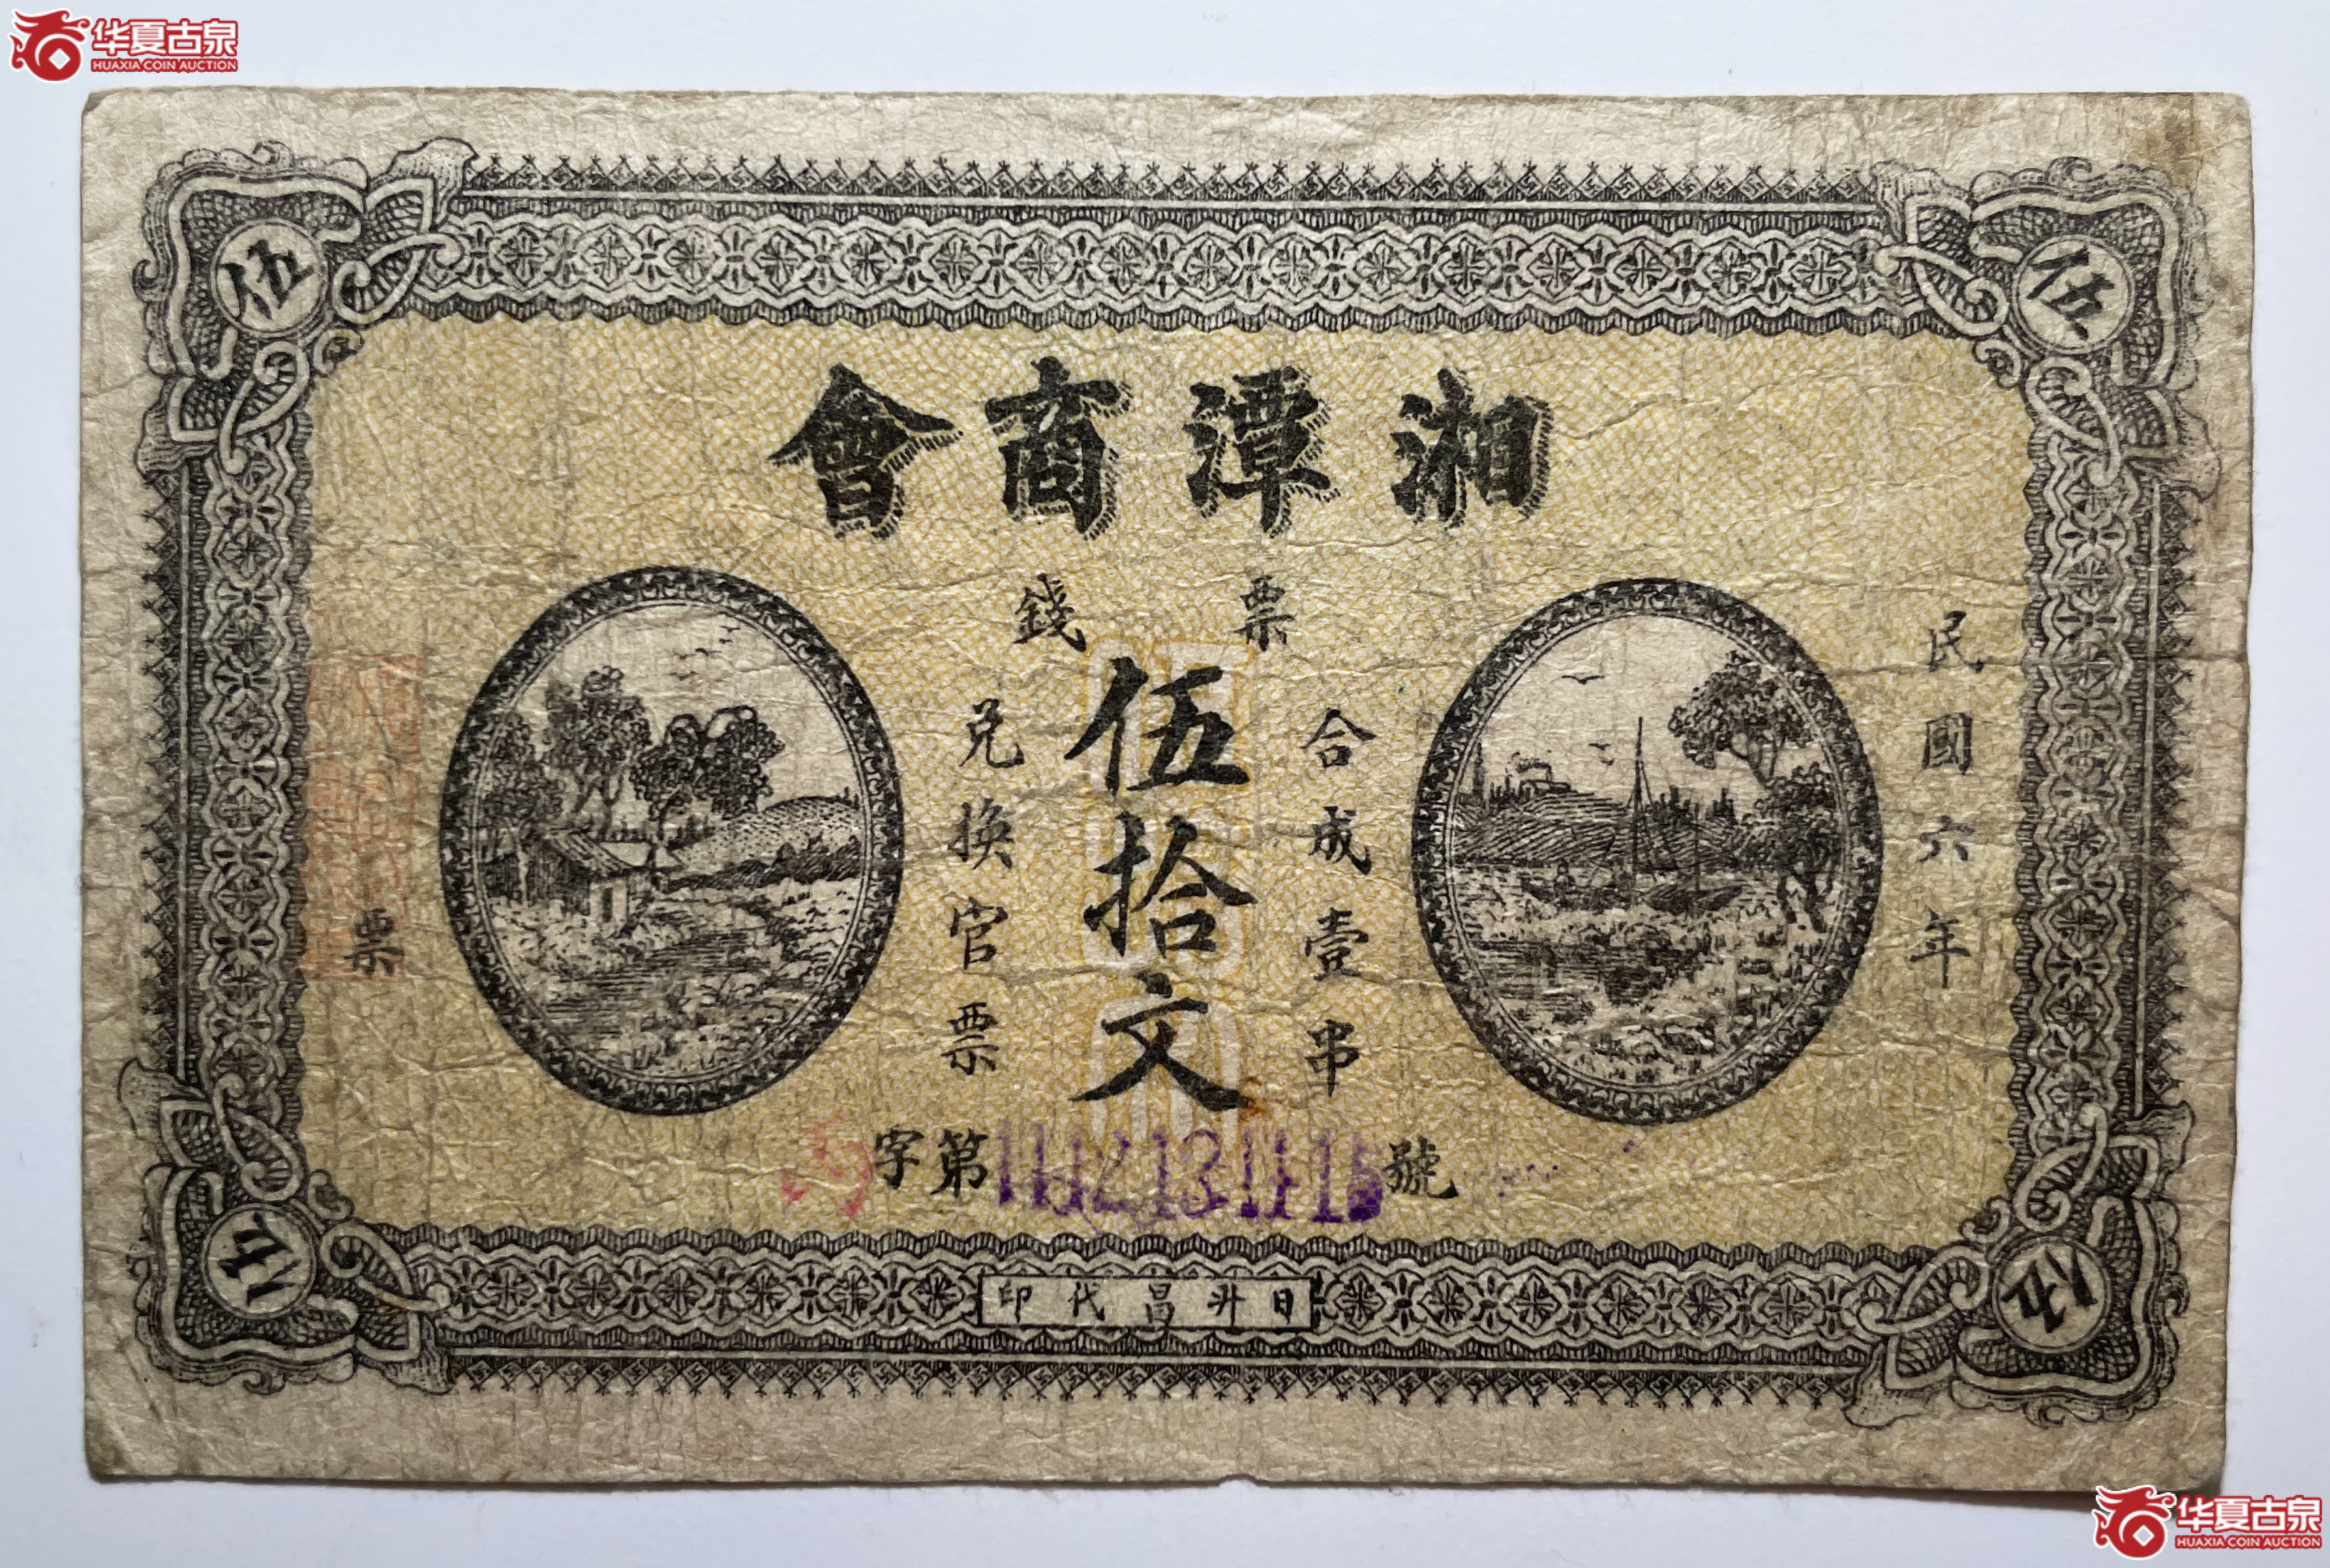 华夏古泉
HUAXIA COIN AUCTION
伍
伍
湘潭商會
票錢
民國六年
合成壹串
伍拾文
兑換官票
票
字第
號
日昇昌代印
伍
伍
华夏古泉
HUAXIA COIN AUCTION